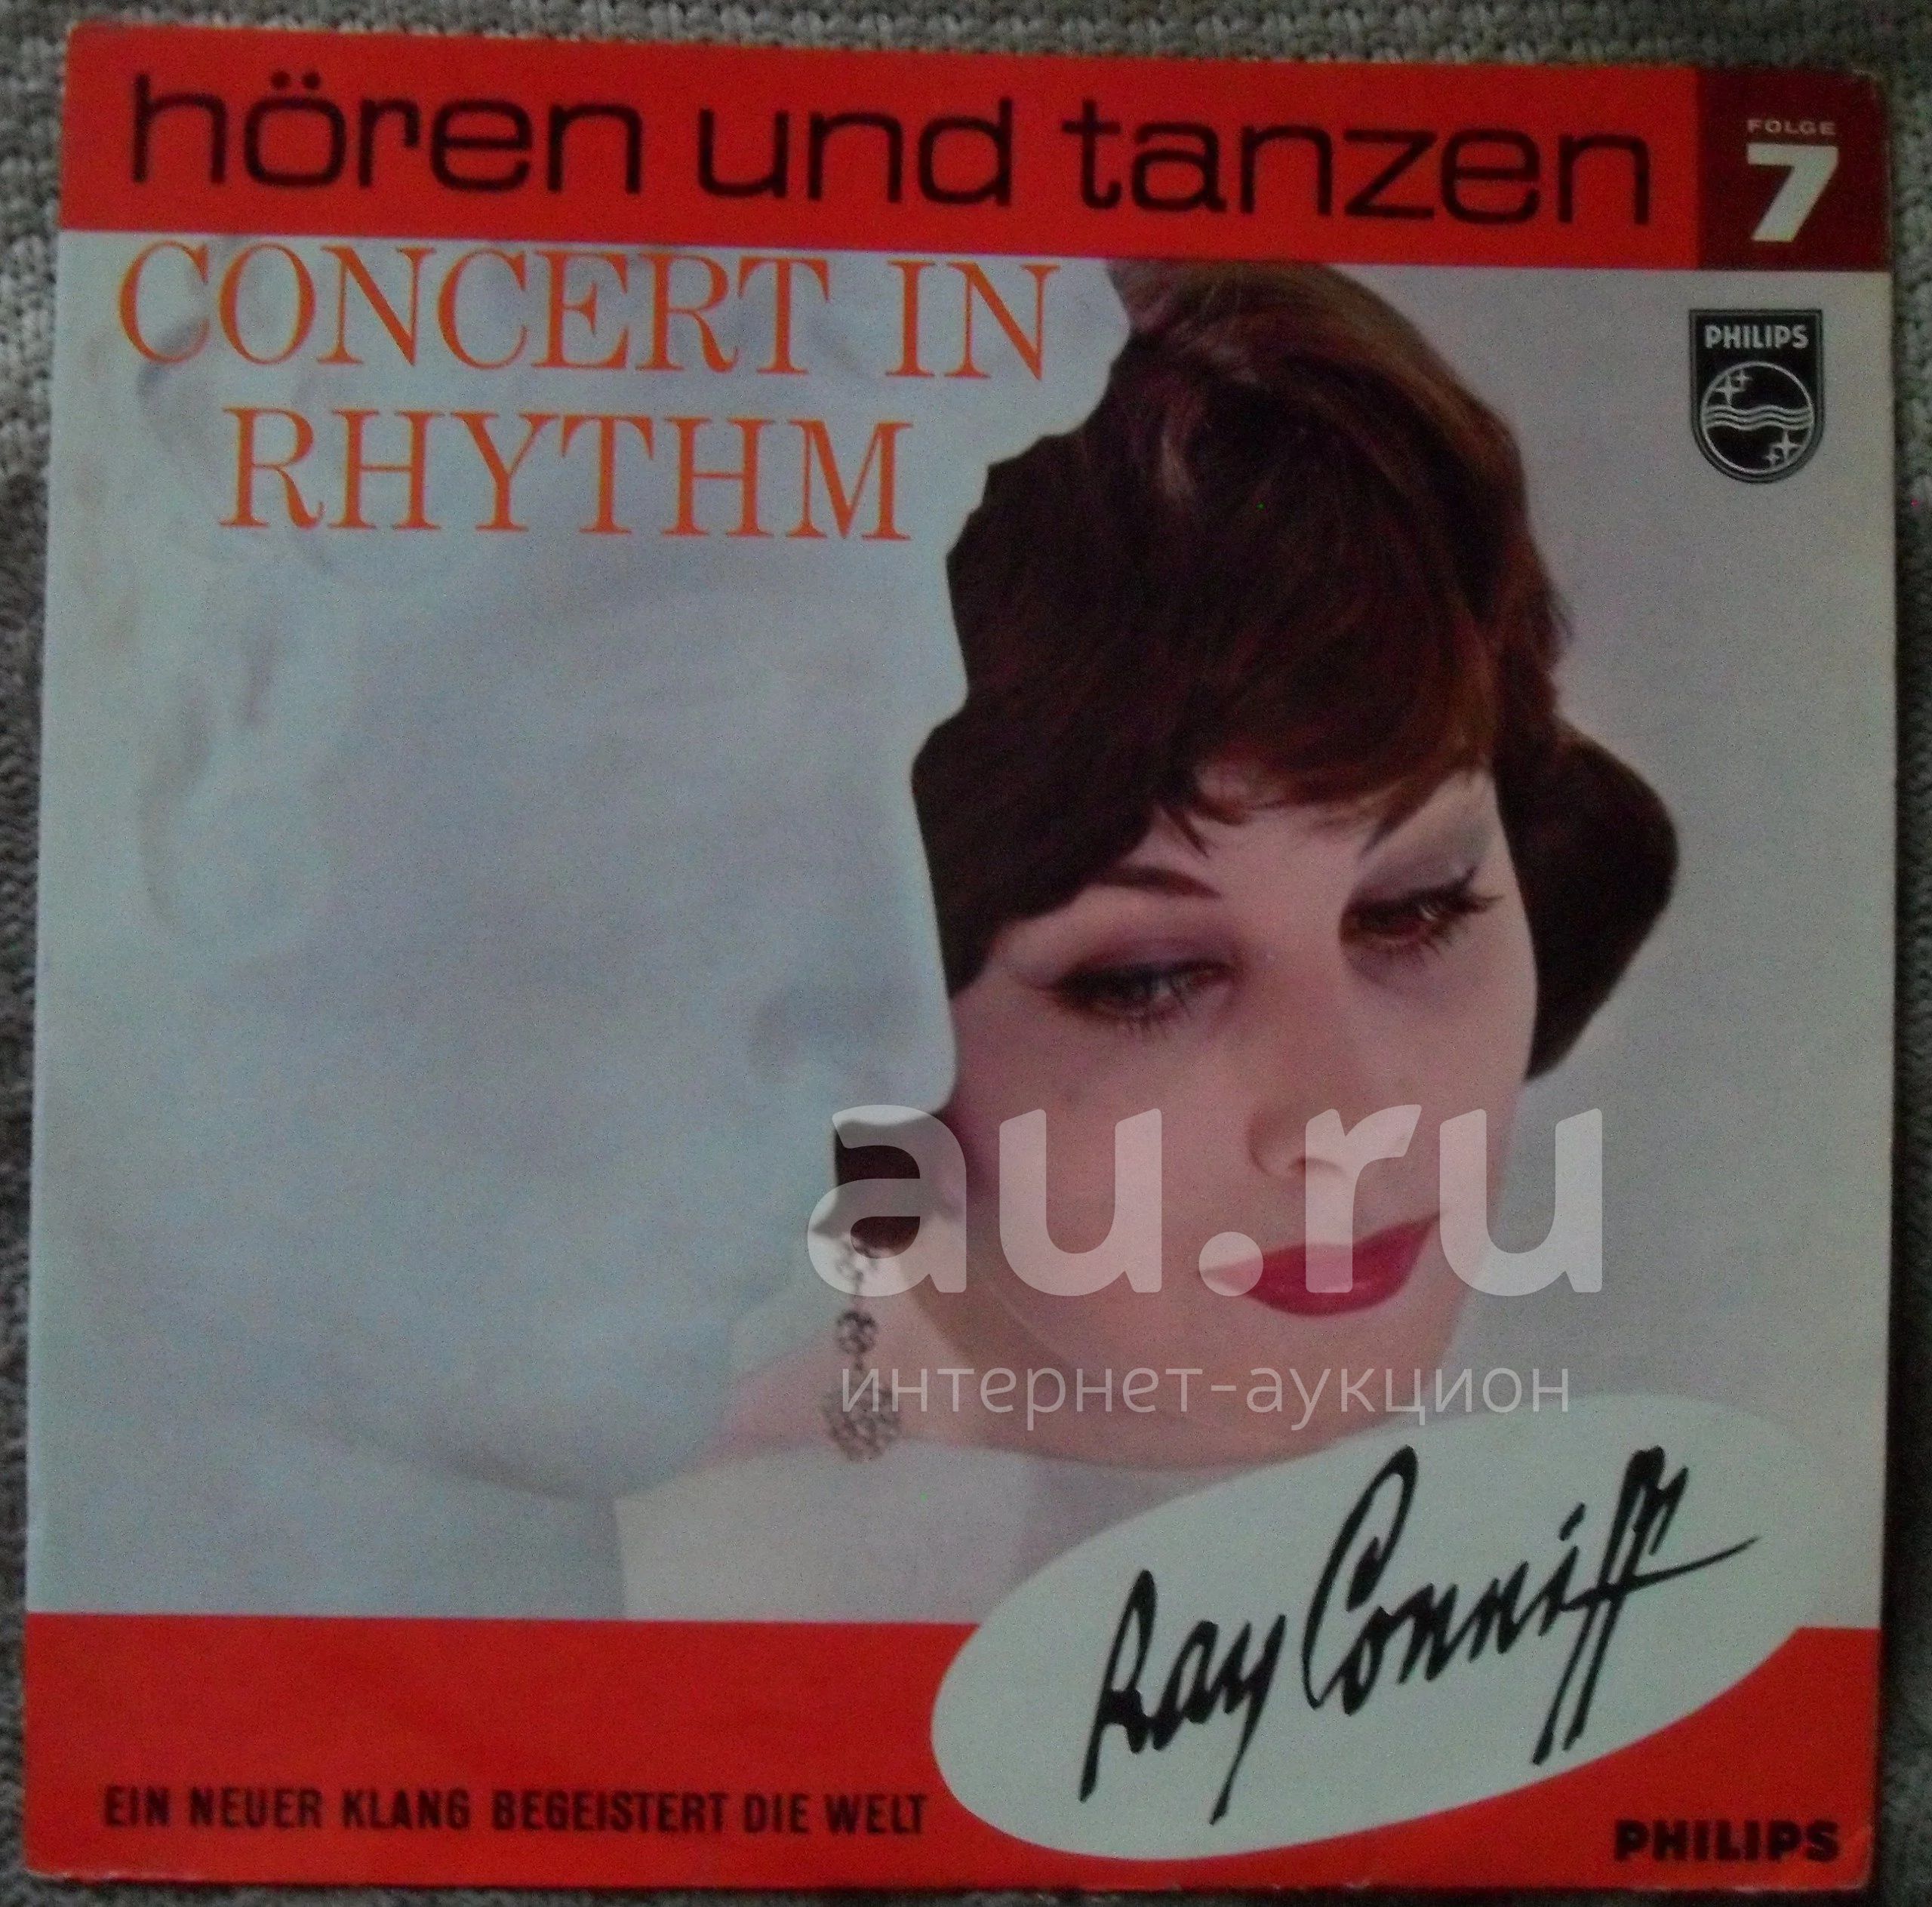 hören und tanzen
FOLGE
7
CONCERT IN
RHYTHM
PHILIPS
au.ru
интернет-аукцион
Ray Conniff
EIN NEUER KLANG BEGEISTERT DIE WELT
PHILIPS